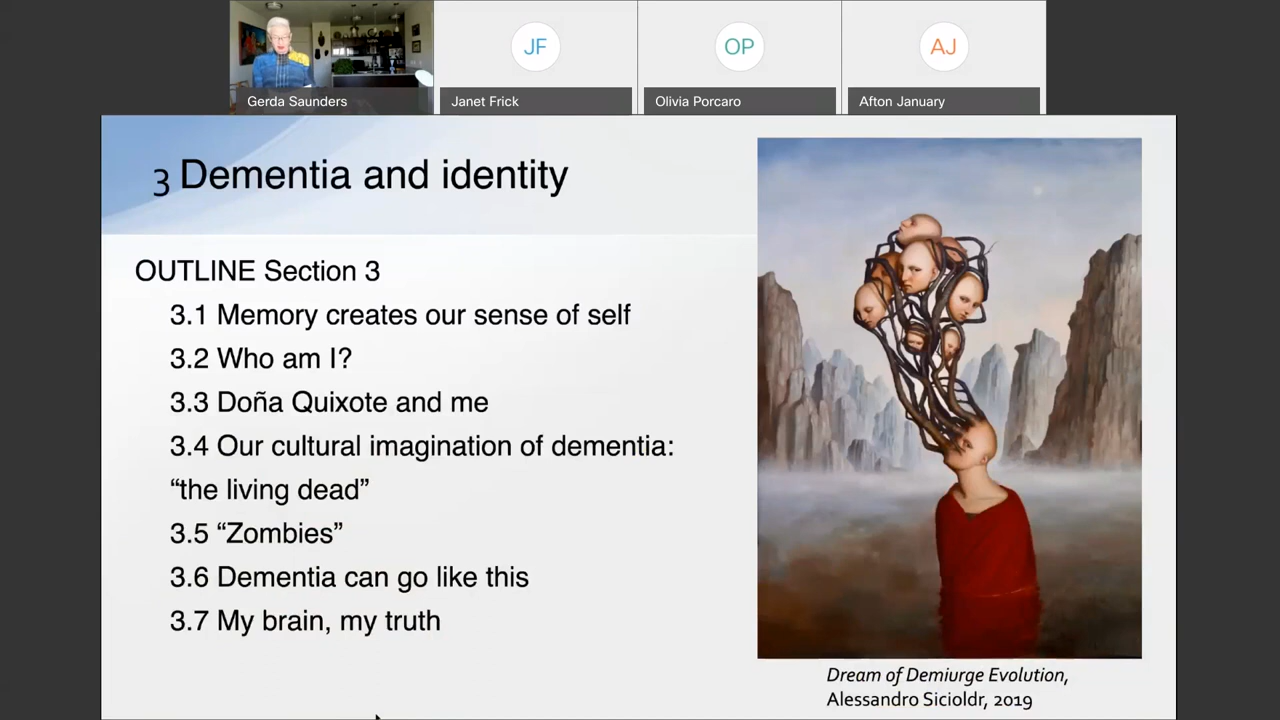 JF
OP
AJ
Gerda Saunders
Janet Frick
Olivia Porcaro
Afton January
3 Dementia and identity
OUTLINE Section 3
3.1 Memory creates our sense of self
3.2 Who am I?
3.3 Doña Quixote and me
3.4 Our cultural imagination of dementia:
“the living dead”
3.5 “Zombies”
3.6 Dementia can go like this
3.7 My brain, my truth
Dream of Demiurge Evolution,
Alessandro Sicioldr, 2019